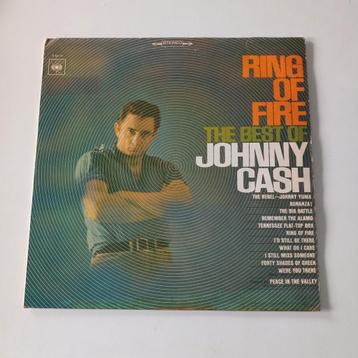 STEREO
CBS
RING
OF
FIRE
THE BEST OF
JOHNNY
CASH
THE REBEL—JOHNNY YUMA
BONANZA!
THE BIG BATTLE
REMEMBER THE ALAMO
TENNESSEE FLAT-TOP BOX
RING OF FIRE
I'D STILL BE THERE
WHAT DO I CARE
I STILL MISS SOMEONE
FORTY SHADES OF GREEN
WERE YOU THERE
PEACE IN THE VALLEY